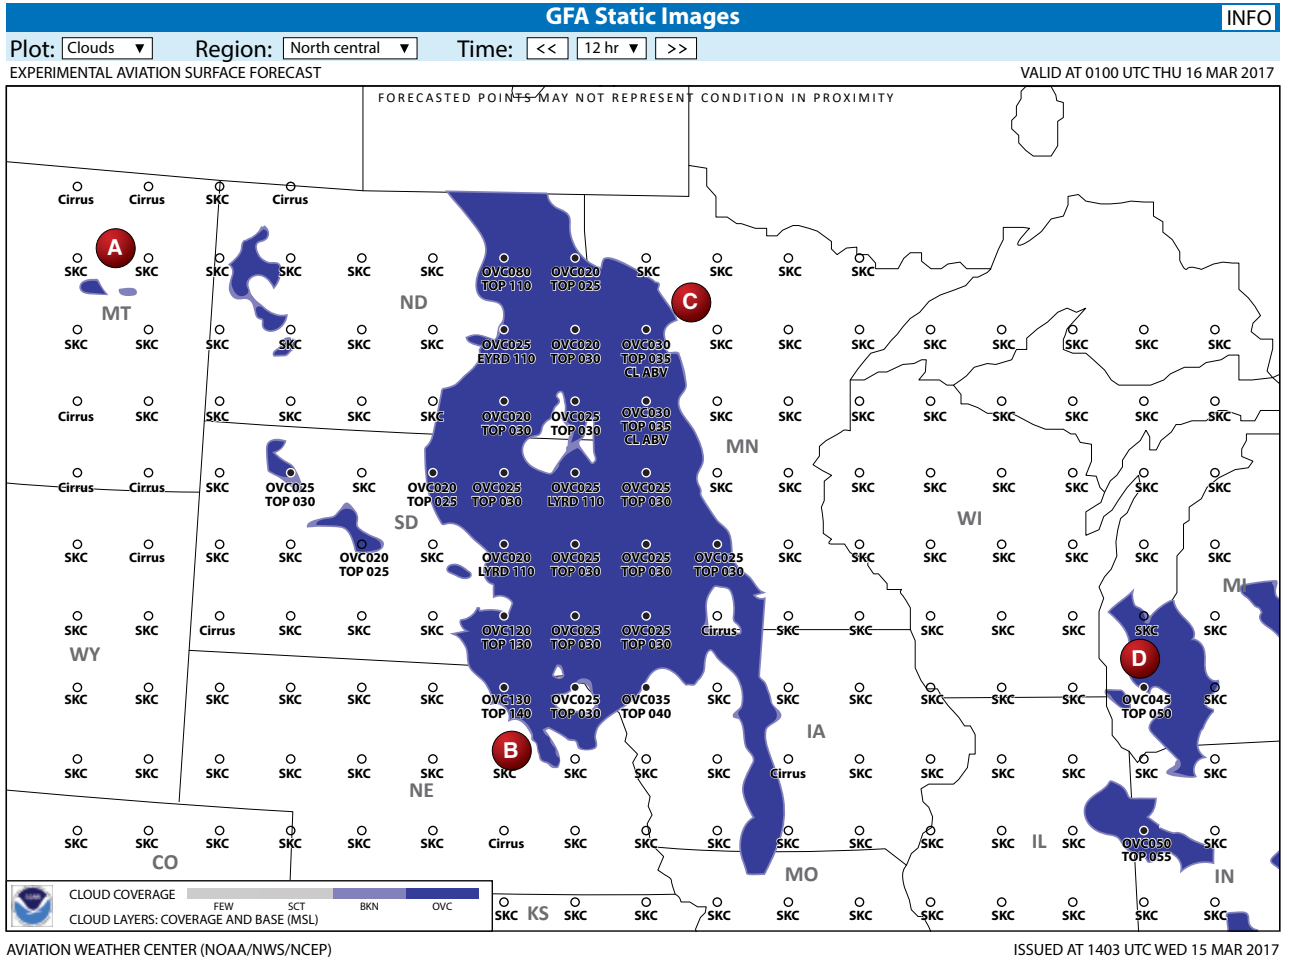 GFA Static Images
INFO
Plot: Clouds ▼ Region: North central ▼ Time: << 12 hr ▼ >>
EXPERIMENTAL AVIATION SURFACE FORECAST VALID AT 0100 UTC THU 16 MAR 2017
FORECASTED POINTS MAY NOT REPRESENT CONDITION IN PROXIMITY
Cirrus Cirrus SKC Cirrus
A
SKC SKC SKC SKC SKC SKC OVC080 OVC020 SKC SKC SKC SKC
TOP 110 TOP 025
MT ND C
SKC SKC SKC SKC SKC SKC OVC025 OVC020 OVC030 SKC SKC SKC SKC SKC SKC SKC SKC
EYRD 110 TOP 030 TOP 035
CL ABV
Cirrus SKC SKC SKC SKC SKC OVC020 OVC025 OVC030 SKC SKC SKC SKC SKC SKC SKC SKC
TOP 030 TOP 030 TOP 035
CL ABV
MN
Cirrus Cirrus SKC OVC025 SKC OVC020 OVC025 OVC025 OVC025 SKC SKC SKC SKC SKC SKC SKC SKC
TOP 030 TOP 025 TOP 030 LYRD 110 TOP 030
SD WI
SKC Cirrus SKC SKC OVC020 SKC OVC020 OVC025 OVC025 OVC025 SKC SKC SKC SKC SKC SKC SKC
TOP 025 LYRD 110 TOP 030 TOP 030 TOP 030
MI
SKC SKC Cirrus SKC SKC SKC OVC120 OVC025 OVC025 Cirrus SKC SKC SKC SKC SKC SKC SKC
TOP 130 TOP 030 TOP 030
WY D
SKC SKC SKC SKC SKC SKC OVC130 OVC025 OVC035 SKC SKC SKC SKC SKC SKC OVC045 SKC
TOP 140 TOP 030 TOP 040 TOP 050
IA
B
SKC SKC SKC SKC SKC SKC SKC SKC SKC SKC Cirrus SKC SKC SKC SKC SKC SKC
NE
SKC SKC SKC SKC SKC SKC Cirrus SKC SKC SKC SKC SKC SKC SKC IL SKC OVC050 SKC
TOP 055
CO MO IN
CLOUD COVERAGE
FEW SCT BKN OVC
CLOUD LAYERS: COVERAGE AND BASE (MSL)
SKC KS SKC SKC SKC SKC SKC SKC SKC SKC SKC SKC
AVIATION WEATHER CENTER (NOAA/NWS/NCEP) ISSUED AT 1403 UTC WED 15 MAR 2017